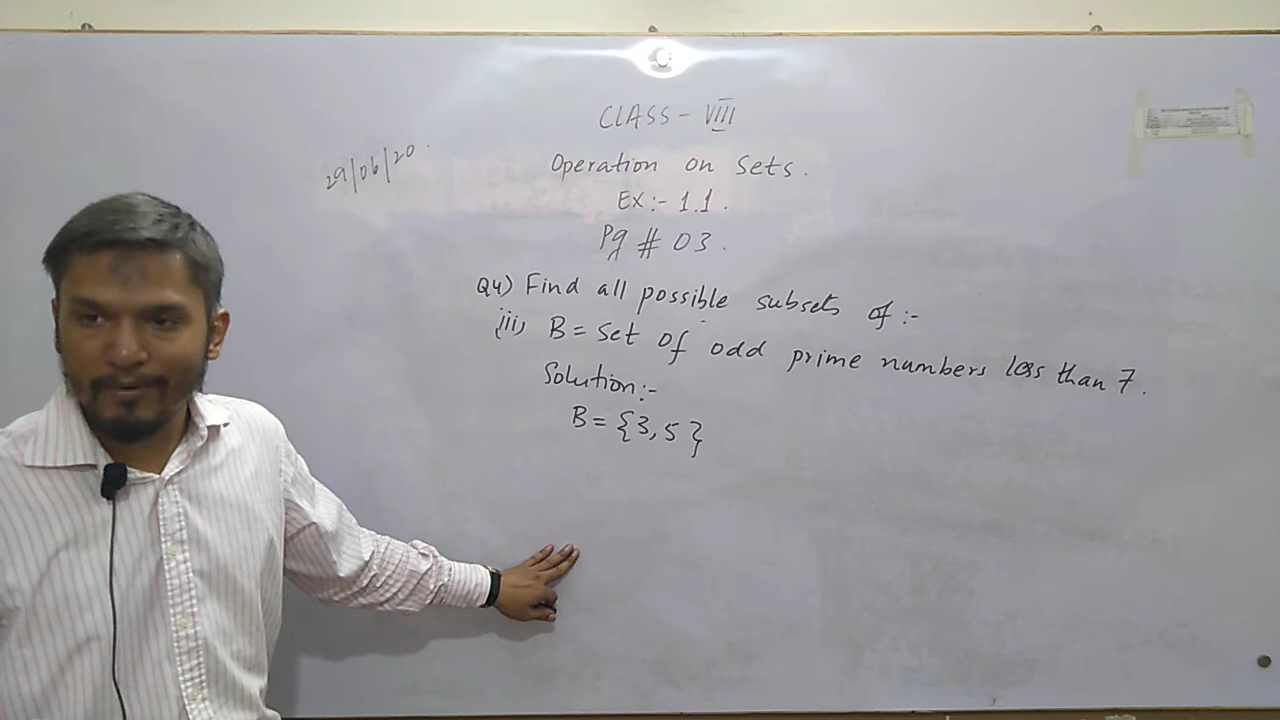 CLASS - VIII
29/06/20.
Operation on Sets.
Ex:- 1.1.
Pg # 03.
Q4) Find all possible subsets of :-
iii) B = Set of odd prime numbers less than 7.
Solution:-
B = {3, 5}